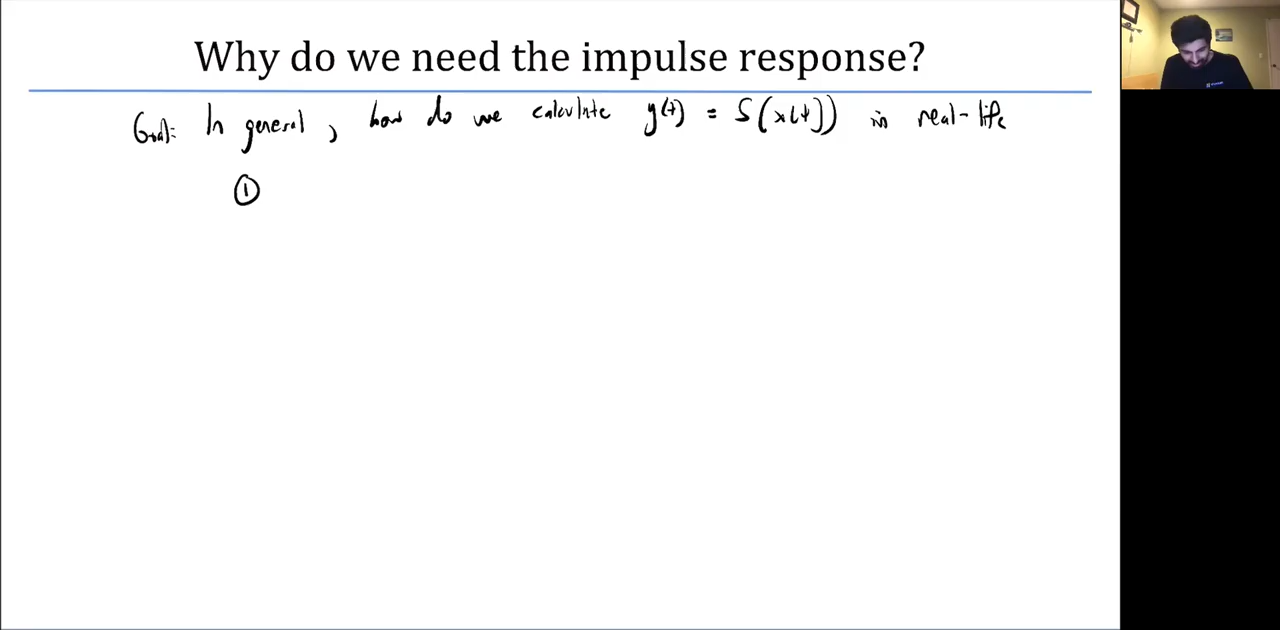 Why do we need the impulse response?
Goal: In general, how do we calculate y(t) = S(x(t)) in real-life
①